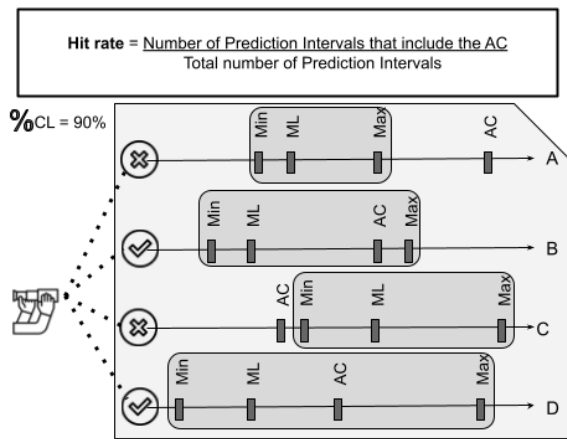 Hit rate = Number of Prediction Intervals that include the AC
Total number of Prediction Intervals
%CL = 90%
Min ML Max AC A
Min ML AC Max B
AC Min ML Max C
Min ML AC Max D